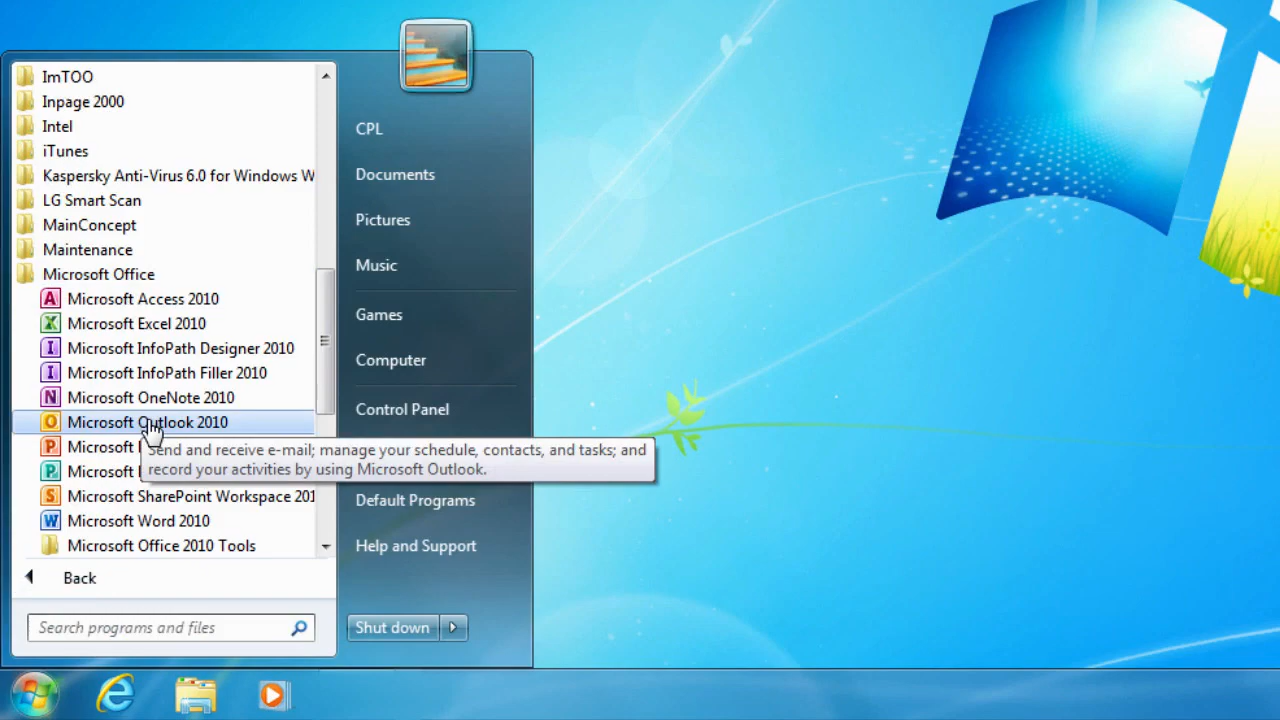 ImTOO
Inpage 2000
Intel
iTunes
Kaspersky Anti-Virus 6.0 for Windows W
LG Smart Scan
MainConcept
Maintenance
Microsoft Office
Microsoft Access 2010
Microsoft Excel 2010
Microsoft InfoPath Designer 2010
Microsoft InfoPath Filler 2010
Microsoft OneNote 2010
Microsoft Outlook 2010
Microsoft
Microsoft
Microsoft SharePoint Workspace 201
Microsoft Word 2010
Microsoft Office 2010 Tools
Back
Search programs and files
Send and receive e-mail; manage your schedule, contacts, and tasks; and
record your activities by using Microsoft Outlook.
CPL
Documents
Pictures
Music
Games
Computer
Control Panel
Default Programs
Help and Support
Shut down